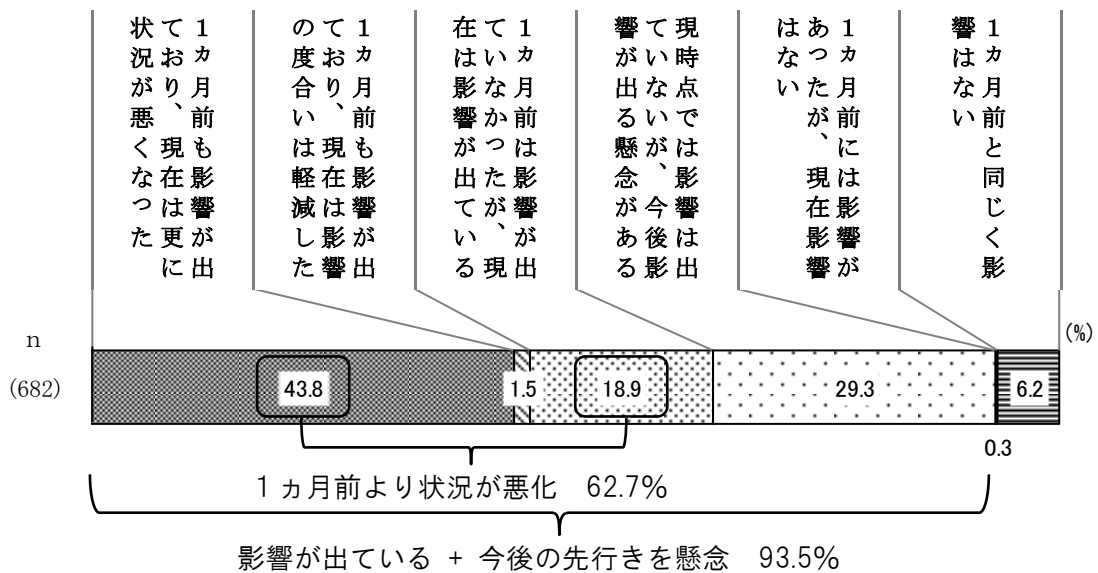 １ヵ月前も影響が出
ており、現在は更に
状況が悪くなった
１ヵ月前も影響が出
ており、現在は影響
の度合いは軽減した
１ヵ月前は影響が出
ていなかったが、現
在は影響が出ている
現時点では影響は出
ていないが、今後影
響が出る懸念がある
１ヵ月前には影響が
あったが、現在影響
はない
１ヵ月前と同じく影
響はない
(%)
n
(682)
43.8
1.5
18.9
29.3
6.2
0.3
１ヵ月前より状況が悪化　62.7%
影響が出ている + 今後の先行きを懸念　93.5%